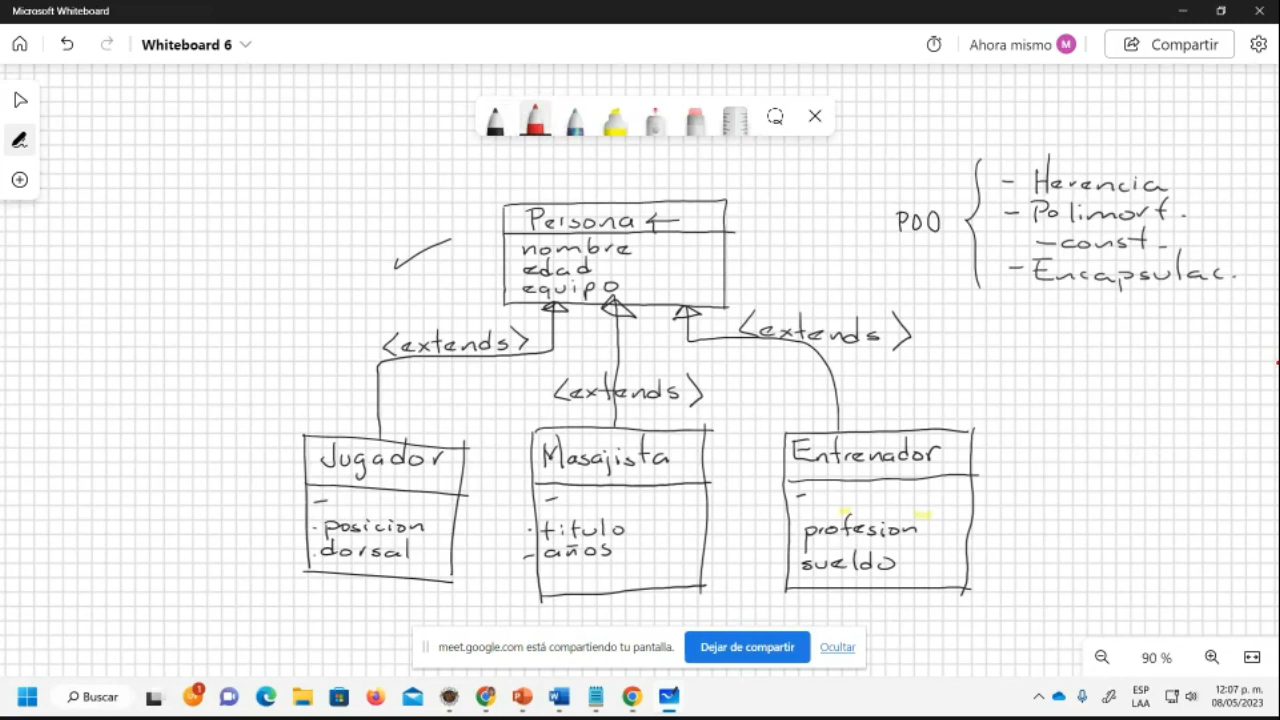 Microsoft Whiteboard
Whiteboard 6
Ahora mismo M
Compartir
Persona ←
nombre
edad
equipo
POO
- Herencia
- Polimorf.
- const.
- Encapsulac.
<extends>
<extends>
<extends>
Jugador
-
. posicion
. dorsal
Masajista
-
. titulo
- años
Entrenador
-
profesion
sueldo
meet.google.com está compartiendo tu pantalla.
Dejar de compartir
Ocultar
90 %
Buscar
1
ESP
LAA
12:07 p. m.
08/05/2023